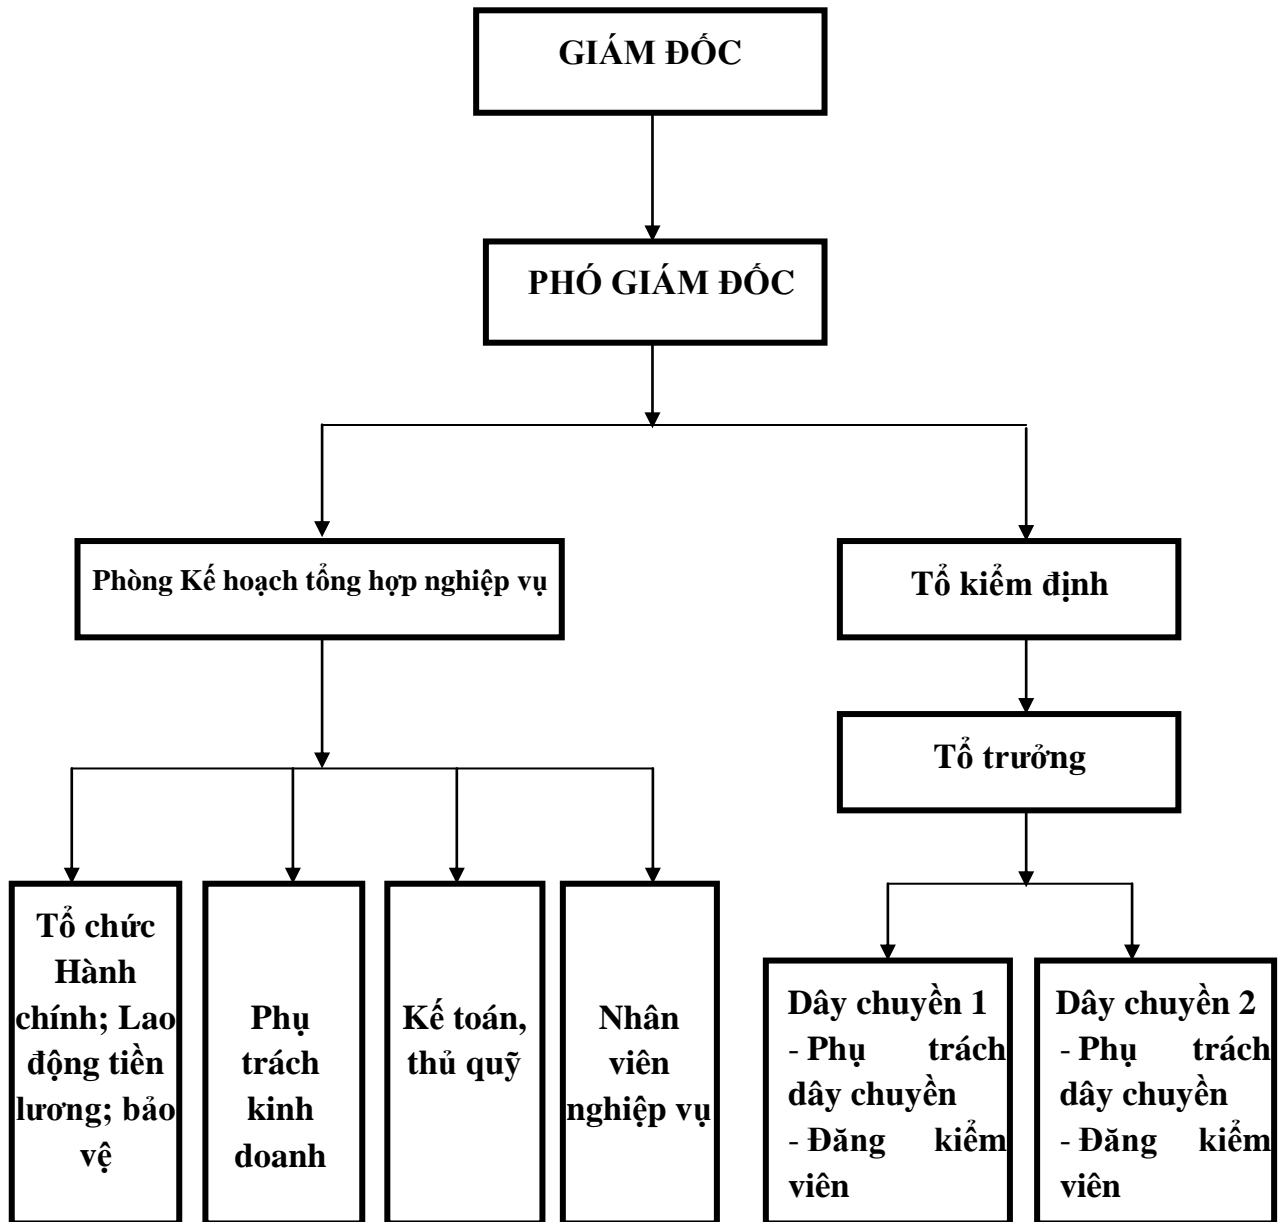 GIÁM ĐỐC
PHÓ GIÁM ĐỐC
Phòng Kế hoạch tổng hợp nghiệp vụ
Tổ kiểm định
Tổ trưởng
Tổ chức
Hành
chính; Lao
động tiền
lương; bảo
vệ
Phụ
trách
kinh
doanh
Kế toán,
thủ quỹ
Nhân
viên
nghiệp vụ
Dây chuyền 1
- Phụ trách
dây chuyền
- Đăng kiểm
viên
Dây chuyền 2
- Phụ trách
dây chuyền
- Đăng kiểm
viên